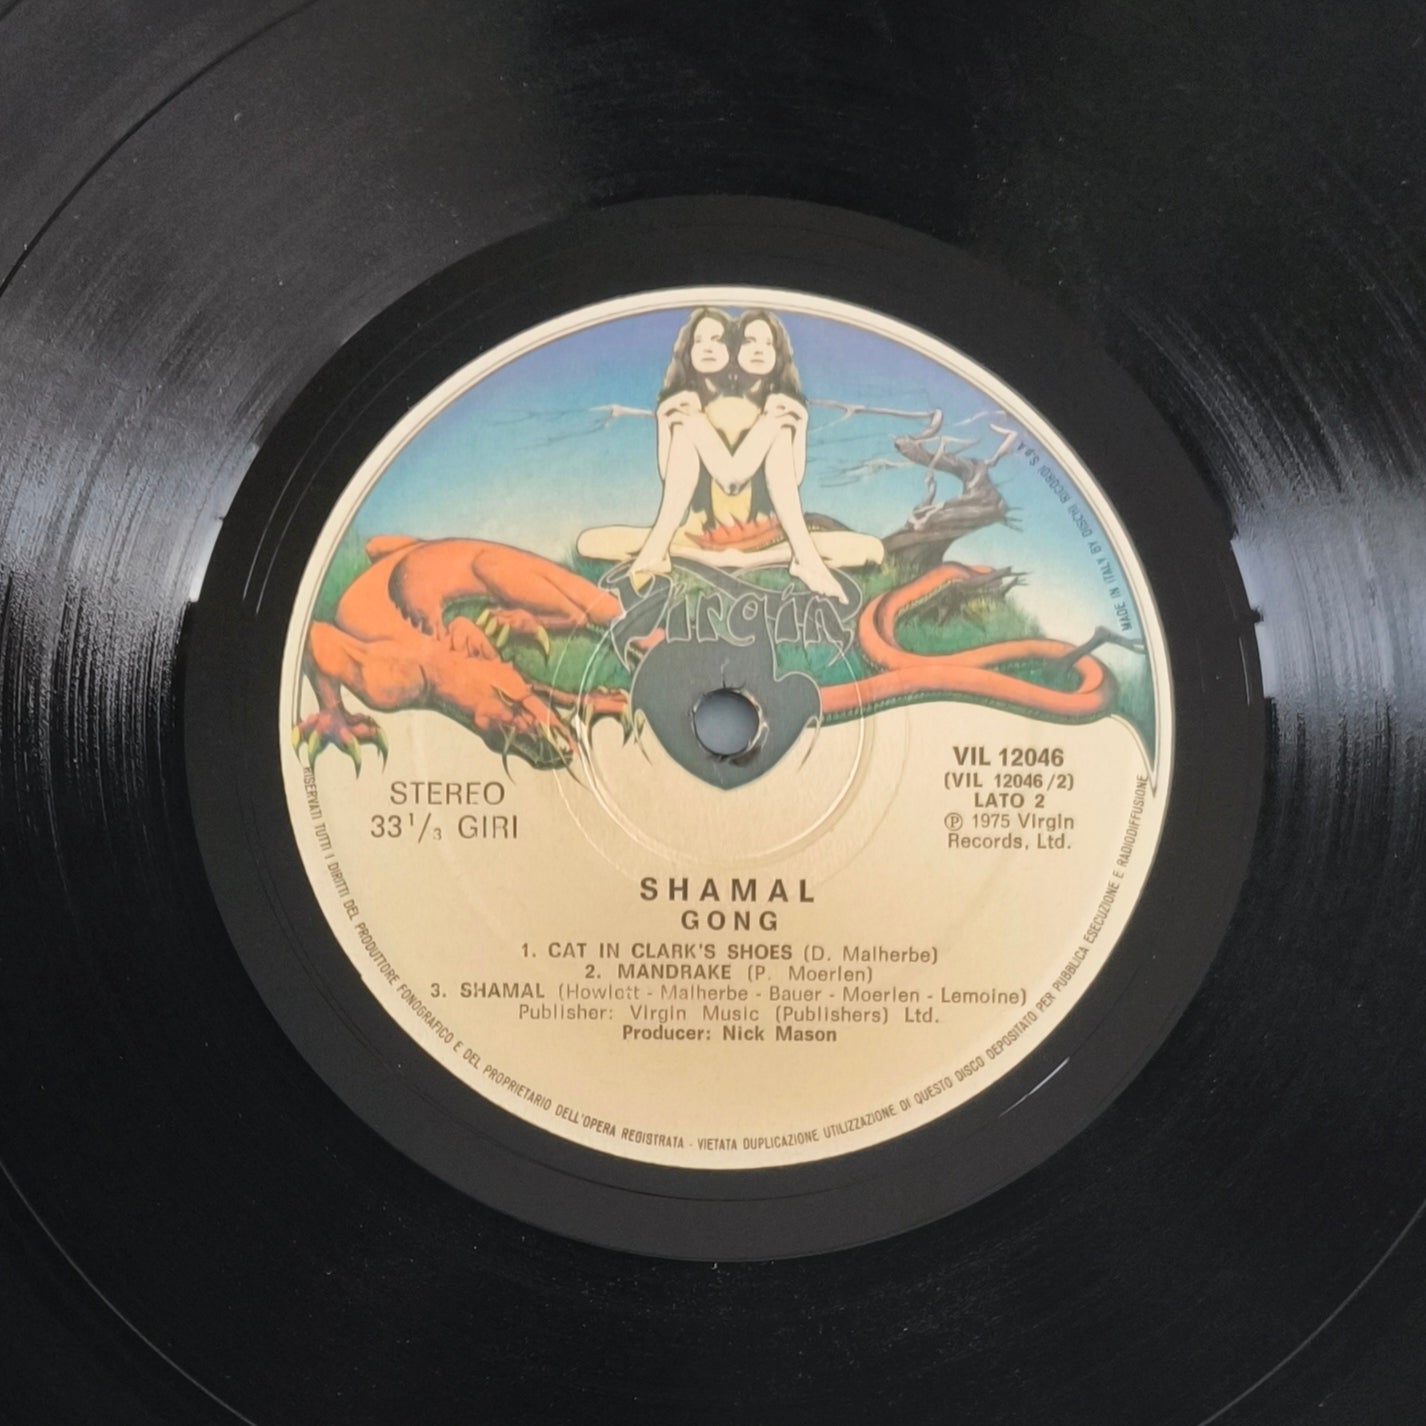 Virgin
MADE IN ITALY BY DISCHI RICORDI S.p.A.
STEREO
33 1/3 GIRI
VIL 12046
(VIL 12046/2)
LATO 2
℗ 1975 Virgin
Records, Ltd.
SHAMAL
GONG
1. CAT IN CLARK'S SHOES (D. Malherbe)
2. MANDRAKE (P. Moerlen)
3. SHAMAL (Howlott - Malherbe - Bauer - Moerlen - Lemoine)
Publisher: Virgin Music (Publishers) Ltd.
Producer: Nick Mason
RISERVATI TUTTI I DIRITTI DEL PRODUTTORE FONOGRAFICO E DEL PROPRIETARIO DELL'OPERA REGISTRATA - VIETATA DUPLICAZIONE UTILIZZAZIONE DI QUESTO DISCO DEPOSITATO PER PUBBLICA ESECUZIONE E RADIODIFFUSIONE